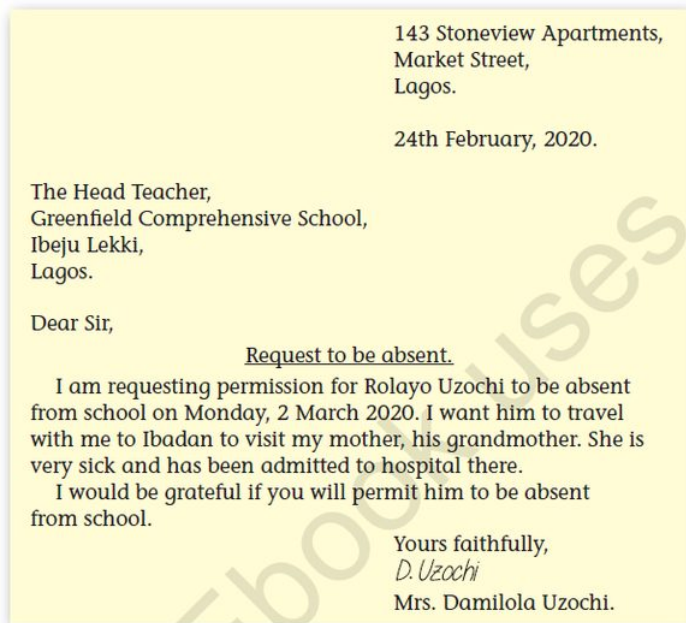 143 Stoneview Apartments,
Market Street,
Lagos.
24th February, 2020.
The Head Teacher,
Greenfield Comprehensive School,
Ibeju Lekki,
Lagos.
Dear Sir,
Request to be absent.
I am requesting permission for Rolayo Uzochi to be absent
from school on Monday, 2 March 2020. I want him to travel
with me to Ibadan to visit my mother, his grandmother. She is
very sick and has been admitted to hospital there.
I would be grateful if you will permit him to be absent
from school.
Yours faithfully,
D. Uzochi
Mrs. Damilola Uzochi.
Ebook uses